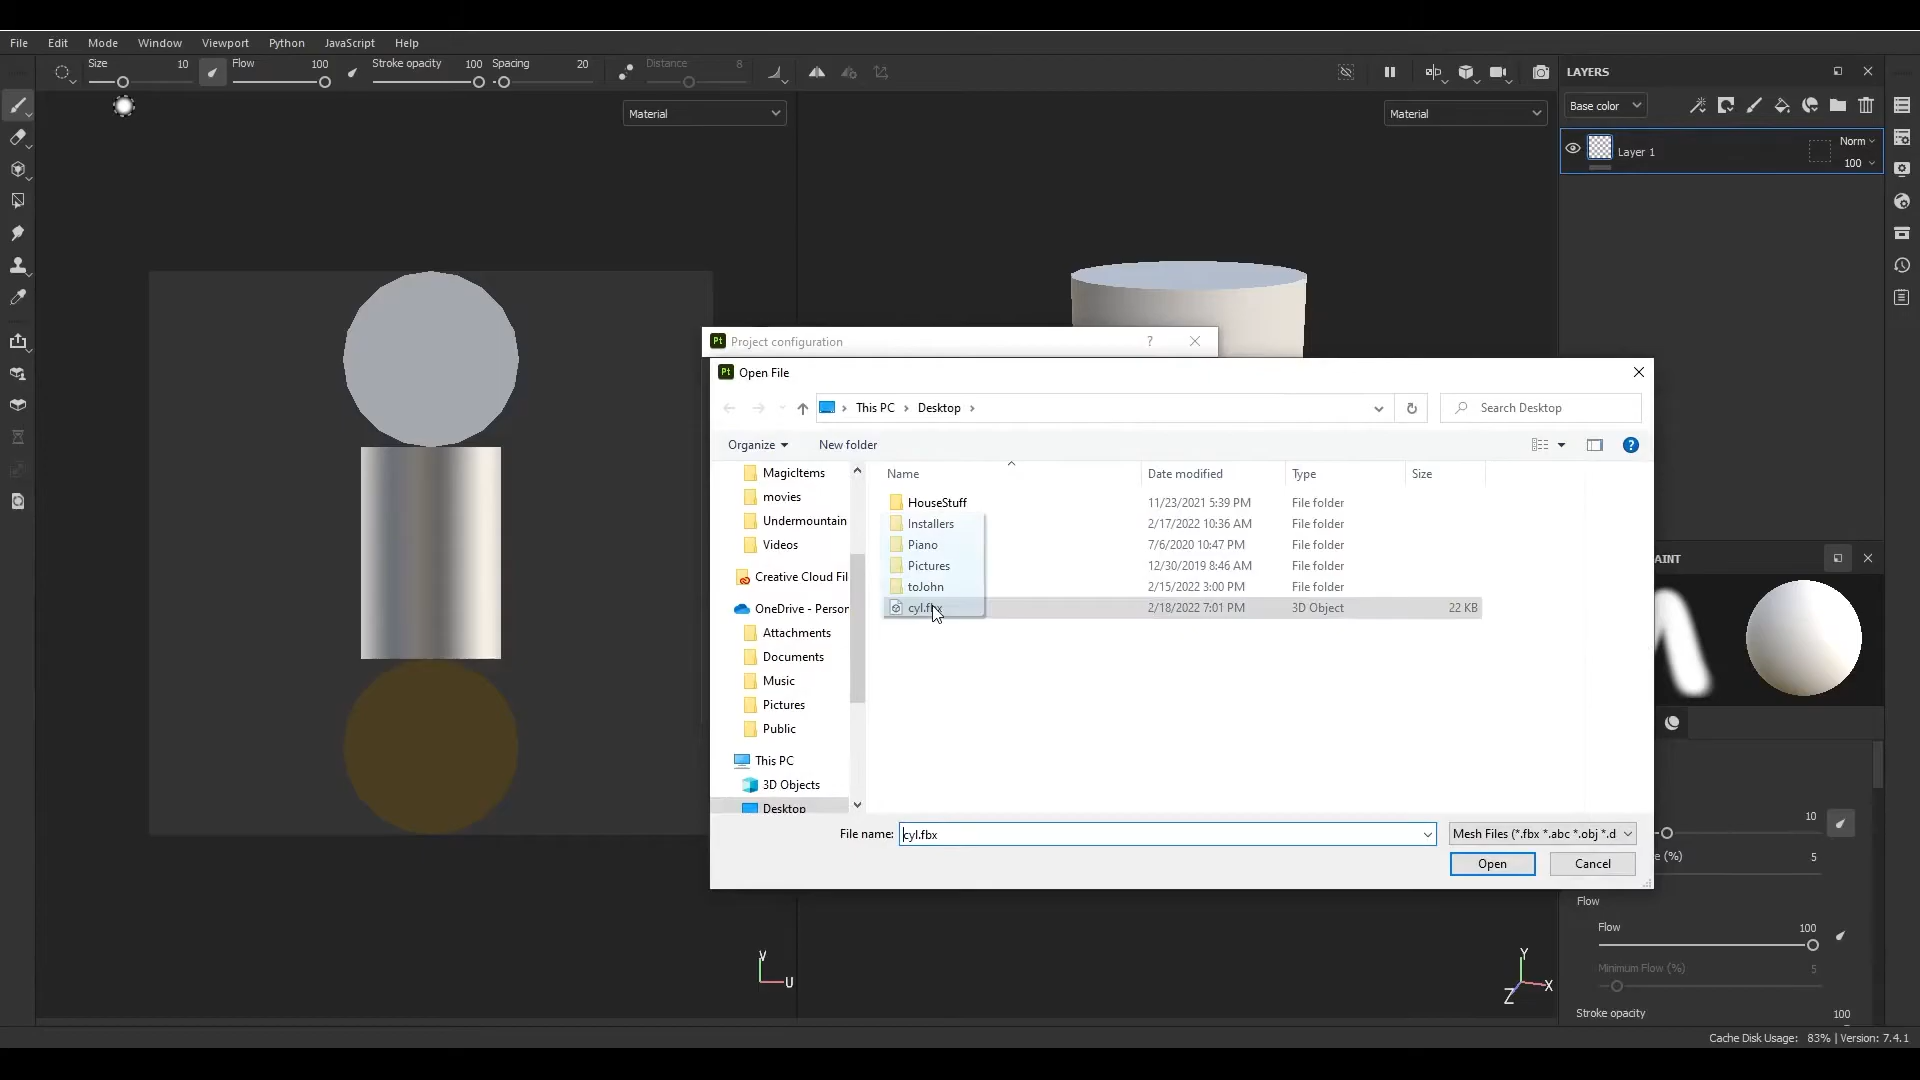 File Edit Mode Window Viewport Python JavaScript Help
Size 10 Flow 100 Stroke opacity 100 Spacing 20 Distance 8
LAYERS
Material
Material
Base color
Layer 1
Norm
100
Pt Project configuration ?
Pt Open File
This PC Desktop
Search Desktop
Organize New folder
Name Date modified Type Size
MagicItems
movies
Undermountain
Videos
Creative Cloud Fil
OneDrive - Person
Attachments
Documents
Music
Pictures
Public
This PC
3D Objects
Desktop
HouseStuff 11/23/2021 5:39 PM File folder
Installers 2/17/2022 10:36 AM File folder
Piano 7/6/2020 10:47 PM File folder
Pictures 12/30/2019 8:46 AM File folder
toJohn 2/15/2022 3:00 PM File folder
cyl.fbx 2/18/2022 7:01 PM 3D Object 22 KB
File name: cyl.fbx
Mesh Files (*.fbx *.abc *.obj *.d
Open Cancel
AINT
10
e (%) 5
Flow
Flow 100
Minimum Flow (%) 5
Stroke opacity 100
V
U
Y
X
Z
Cache Disk Usage: 83% | Version: 7.4.1